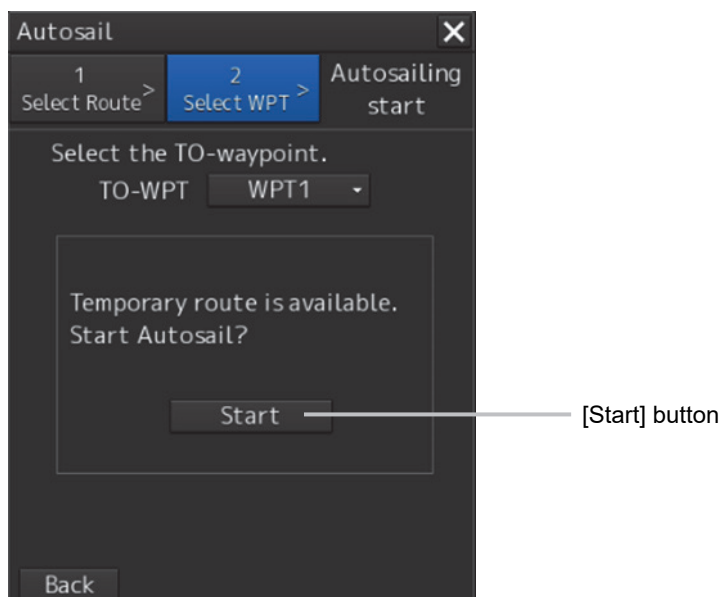 Autosail
1
Select Route >
2
Select WPT >
Autosailing
start
Select the TO-waypoint.
TO-WPT WPT1
Temporary route is available.
Start Autosail?
Start
[Start] button
Back